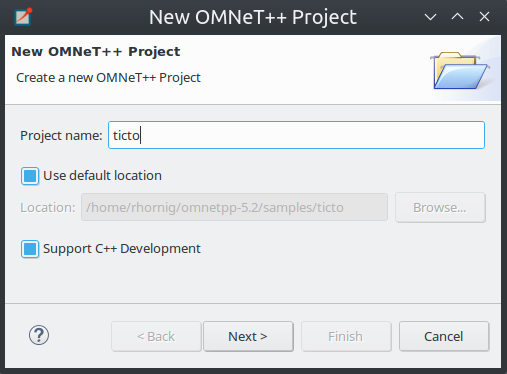 New OMNeT++ Project
New OMNeT++ Project
Create a new OMNeT++ Project
Project name: ticto
Use default location
Location: /home/rhornig/omnetpp-5.2/samples/ticto Browse...
Support C++ Development
? < Back Next > Finish Cancel